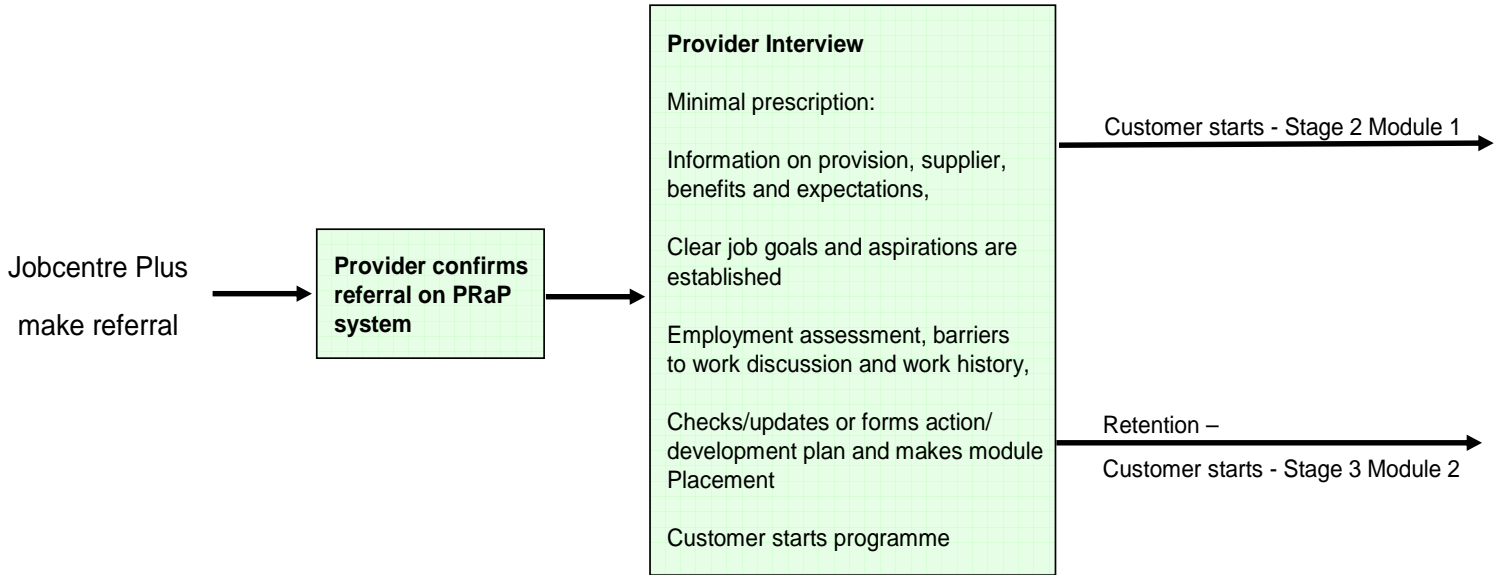 Jobcentre Plus
make referral
Provider confirms
referral on PRaP
system
Provider Interview
Minimal prescription:
Information on provision, supplier,
benefits and expectations,
Clear job goals and aspirations are
established
Employment assessment, barriers
to work discussion and work history,
Checks/updates or forms action/
development plan and makes module
Placement
Customer starts programme
Customer starts - Stage 2 Module 1
Retention –
Customer starts - Stage 3 Module 2